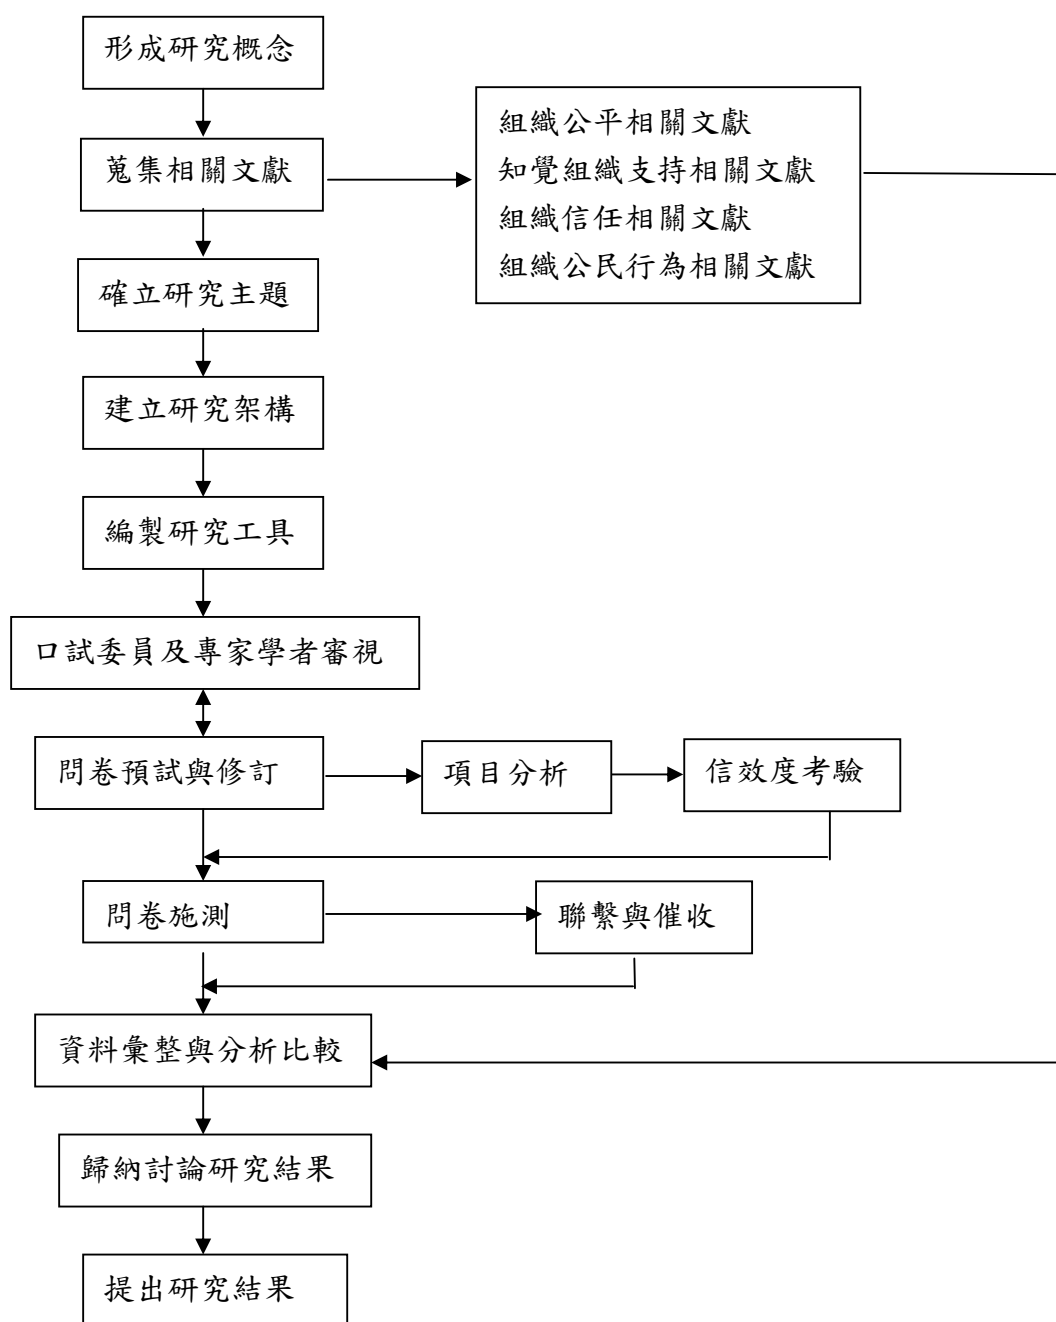 形成研究概念
蒐集相關文獻
組織公平相關文獻
知覺組織支持相關文獻
組織信任相關文獻
組織公民行為相關文獻
確立研究主題
建立研究架構
編製研究工具
口試委員及專家學者審視
問卷預試與修訂
項目分析
信效度考驗
問卷施測
聯繫與催收
資料彙整與分析比較
歸納討論研究結果
提出研究結果